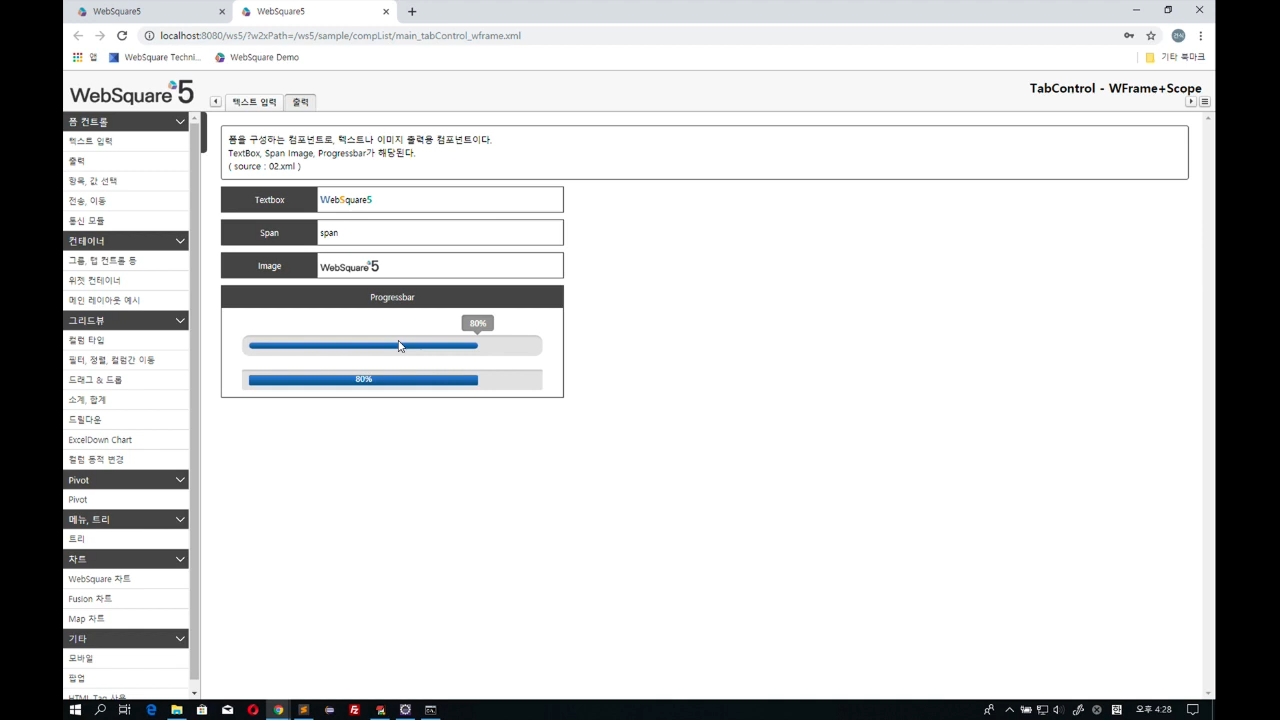 WebSquare5
WebSquare5
localhost:8080/ws5/?w2xPath=/ws5/sample/compList/main_tabControl_wframe.xml
앱
WebSquare Techni...
WebSquare Demo
기타 북마크
WebSquare 5
텍스트 입력
출력
TabControl - WFrame+Scope
폼 컨트롤
텍스트 입력
출력
항목, 값 선택
전송, 이동
통신 모듈
컨테이너
그룹, 탭 컨트롤 등
위젯 컨테이너
메인 레이아웃 예시
그리드뷰
컬럼 타입
필터, 정렬, 컬럼간 이동
드래그 & 드롭
소계, 합계
드릴다운
ExcelDown Chart
컬럼 동적 변경
Pivot
Pivot
메뉴, 트리
트리
차트
WebSquare 차트
Fusion 차트
Map 차트
기타
모바일
팝업
HTML Tag 사용
폼을 구성하는 컴포넌트로, 텍스트나 이미지 출력용 컴포넌트이다.
TextBox, Span Image, Progressbar가 해당된다.
( source : 02.xml )
Textbox
WebSquare5
Span
span
Image
WebSquare 5
Progressbar
80%
80%
오후 4:28